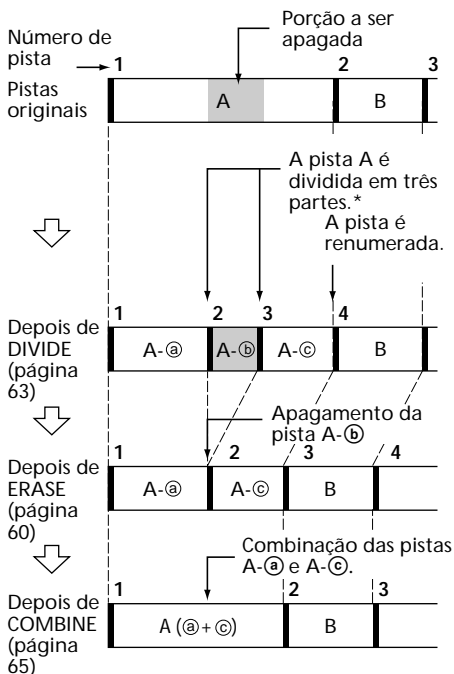 Porção a ser
apagada
Número de
pista
1 2 3
Pistas
originais
A B
A pista A é
dividida em três
partes.*
A pista é
renumerada.
1 2 3 4
Depois de
DIVIDE
(página
63)
A-ⓐ A-ⓑ A-ⓒ B
Apagamento da
pista A-ⓑ
1 2 3 4
Depois de
ERASE
(página
60)
A-ⓐ A-ⓒ B
Combinação das pistas
A-ⓐ e A-ⓒ.
1 2 3
Depois de
COMBINE
(página
65)
A (ⓐ+ⓒ) B